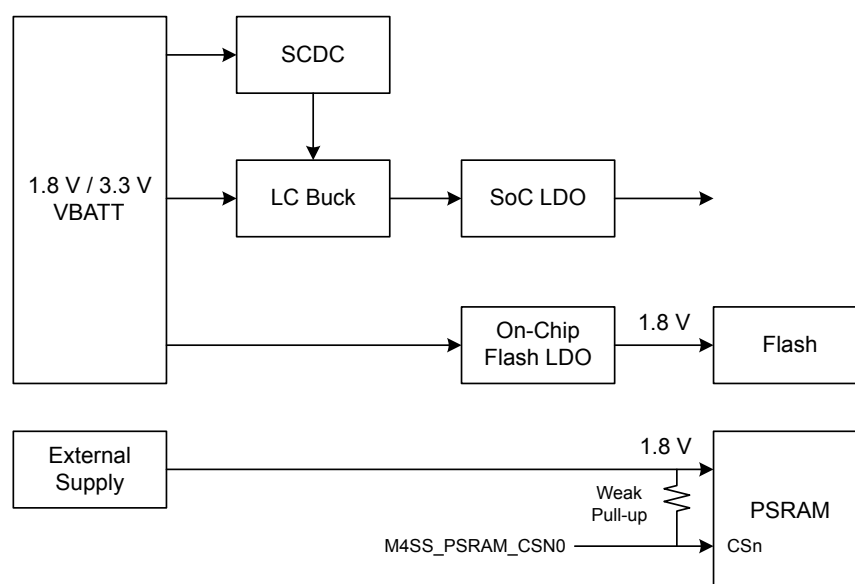 SCDC
1.8 V / 3.3 V
VBATT
LC Buck
SoC LDO
On-Chip
Flash LDO
1.8 V
Flash
External
Supply
1.8 V
Weak
Pull-up
PSRAM
M4SS_PSRAM_CSN0
CSn